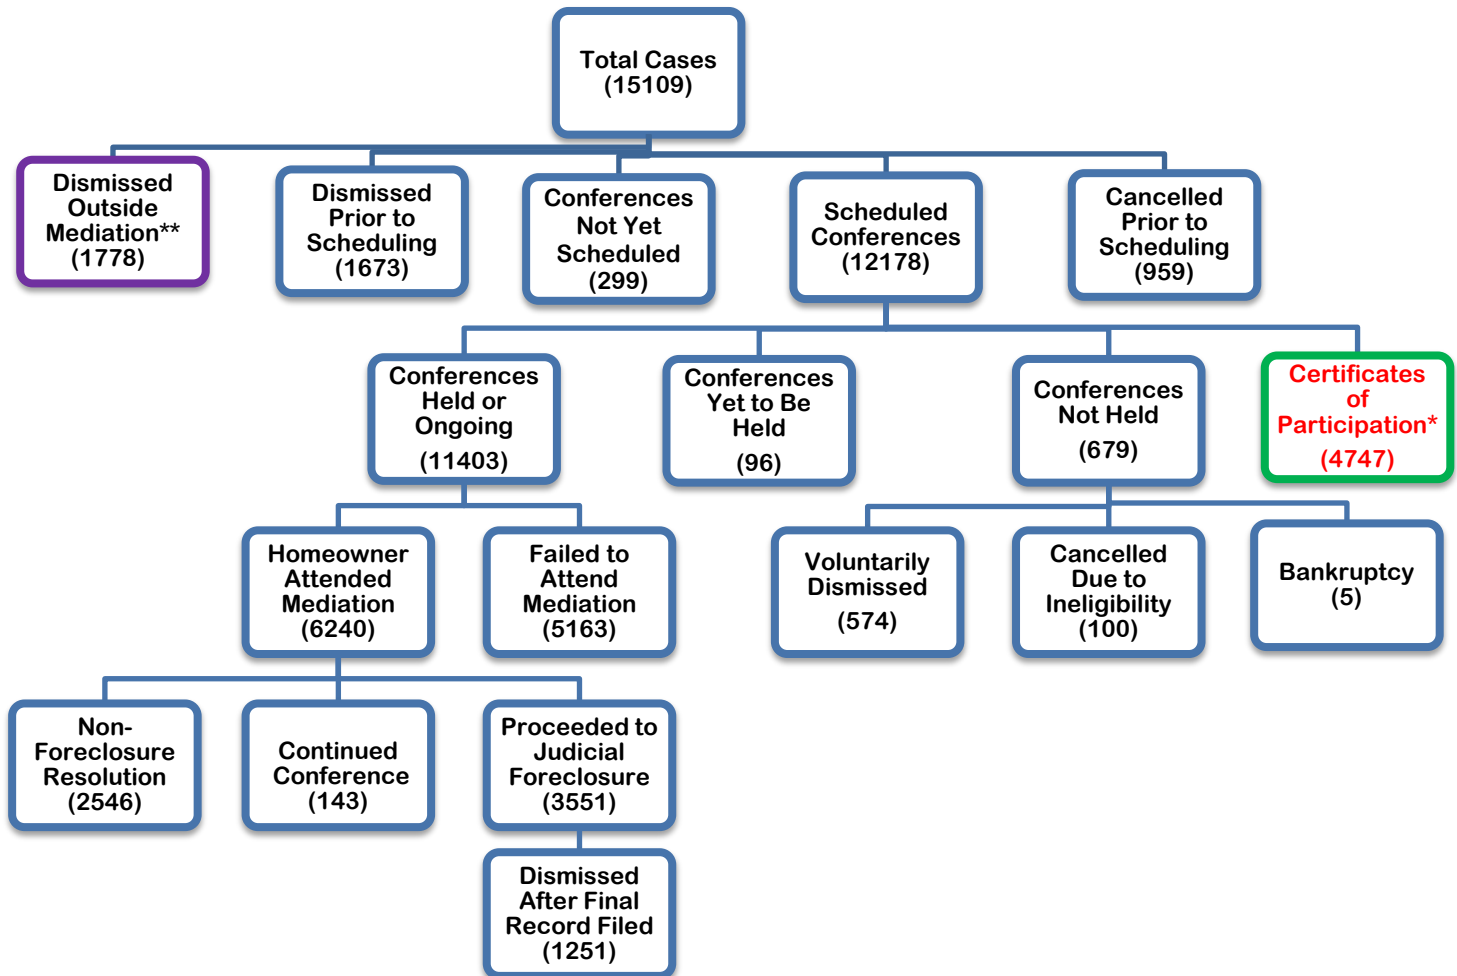 Total Cases
(15109)
Dismissed
Outside
Mediation**
(1778)
Dismissed
Prior to
Scheduling
(1673)
Conferences
Not Yet
Scheduled
(299)
Scheduled
Conferences
(12178)
Cancelled
Prior to
Scheduling
(959)
Conferences
Held or
Ongoing
(11403)
Conferences
Yet to Be
Held
(96)
Conferences
Not Held
(679)
Certificates
of
Participation*
(4747)
Homeowner
Attended
Mediation
(6240)
Failed to
Attend
Mediation
(5163)
Voluntarily
Dismissed
(574)
Cancelled
Due to
Ineligibility
(100)
Bankruptcy
(5)
Non-
Foreclosure
Resolution
(2546)
Continued
Conference
(143)
Proceeded to
Judicial
Foreclosure
(3551)
Dismissed
After Final
Record Filed
(1251)